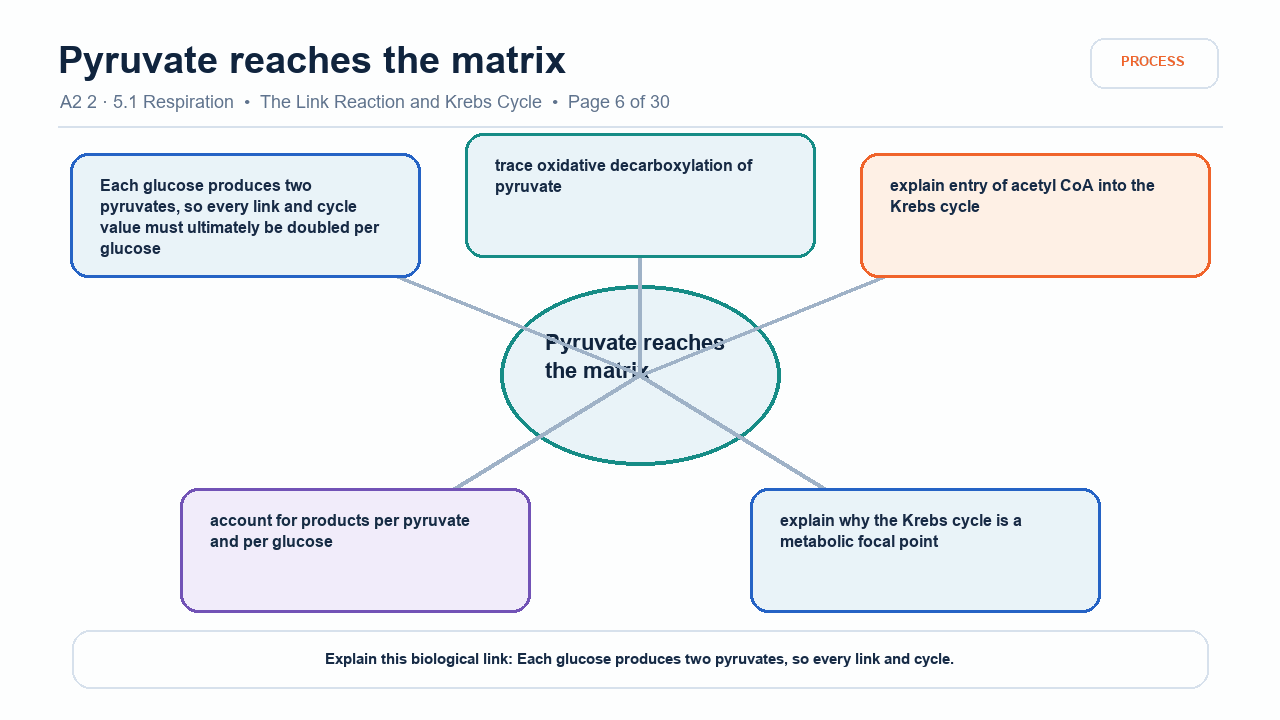 Pyruvate reaches the matrix
PROCESS
A2 2 · 5.1 Respiration • The Link Reaction and Krebs Cycle • Page 6 of 30
Each glucose produces two
pyruvates, so every link and cycle
value must ultimately be doubled per
glucose
trace oxidative decarboxylation of
pyruvate
explain entry of acetyl CoA into the
Krebs cycle
Pyruvate reaches
the matrix
account for products per pyruvate
and per glucose
explain why the Krebs cycle is a
metabolic focal point
Explain this biological link: Each glucose produces two pyruvates, so every link and cycle.